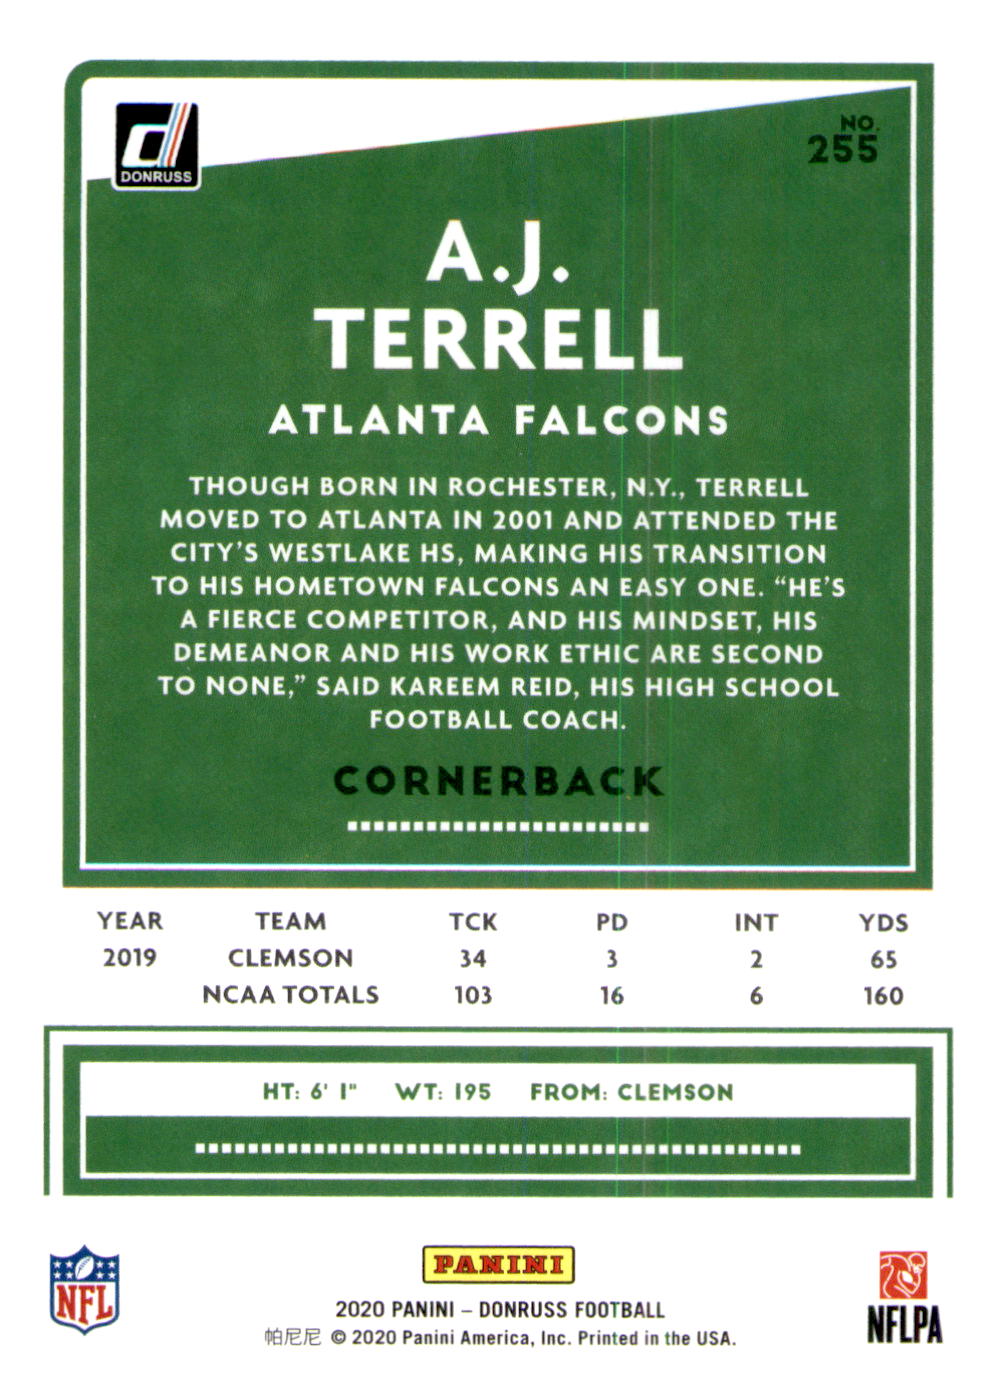 DONRUSS
NO.
255
A.J.
TERRELL
ATLANTA FALCONS
THOUGH BORN IN ROCHESTER, N.Y., TERRELL
MOVED TO ATLANTA IN 2001 AND ATTENDED THE
CITY'S WESTLAKE HS, MAKING HIS TRANSITION
TO HIS HOMETOWN FALCONS AN EASY ONE. “HE'S
A FIERCE COMPETITOR, AND HIS MINDSET, HIS
DEMEANOR AND HIS WORK ETHIC ARE SECOND
TO NONE,” SAID KAREEM REID, HIS HIGH SCHOOL
FOOTBALL COACH.
CORNERBACK
YEAR TEAM TCK PD INT YDS
2019 CLEMSON 34 3 2 65
NCAA TOTALS 103 16 6 160
HT: 6' 1" WT: 195 FROM: CLEMSON
NFL
PANINI
NFLPA
2020 PANINI – DONRUSS FOOTBALL
帕尼尼 © 2020 Panini America, Inc. Printed in the USA.